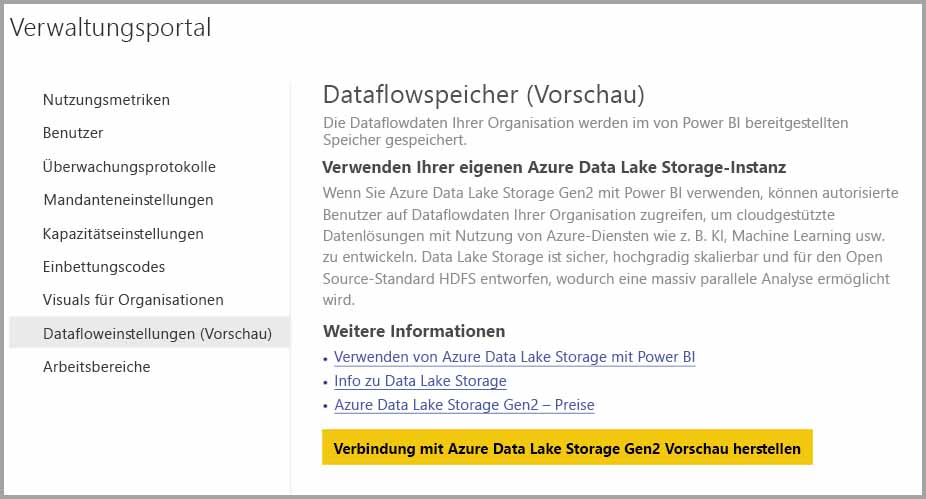 Verwaltungsportal
Nutzungsmetriken
Benutzer
Überwachungsprotokolle
Mandanteneinstellungen
Kapazitätseinstellungen
Einbettungscodes
Visuals für Organisationen
Datafloweinstellungen (Vorschau)
Arbeitsbereiche
Dataflowspeicher (Vorschau)
Die Dataflowdaten Ihrer Organisation werden im von Power BI bereitgestellten
Speicher gespeichert.
Verwenden Ihrer eigenen Azure Data Lake Storage-Instanz
Wenn Sie Azure Data Lake Storage Gen2 mit Power BI verwenden, können autorisierte
Benutzer auf Dataflowdaten Ihrer Organisation zugreifen, um cloudgestützte
Datenlösungen mit Nutzung von Azure-Diensten wie z. B. KI, Machine Learning usw.
zu entwickeln. Data Lake Storage ist sicher, hochgradig skalierbar und für den Open
Source-Standard HDFS entworfen, wodurch eine massiv parallele Analyse ermöglicht
wird.
Weitere Informationen
• Verwenden von Azure Data Lake Storage mit Power BI
• Info zu Data Lake Storage
• Azure Data Lake Storage Gen2 – Preise
Verbindung mit Azure Data Lake Storage Gen2 Vorschau herstellen